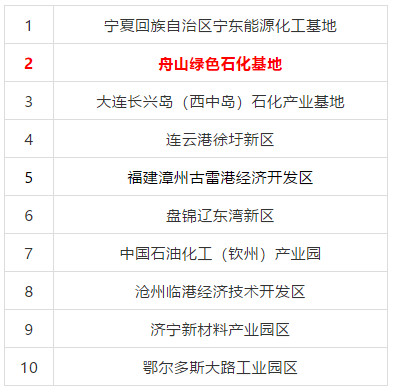 1 宁夏回族自治区宁东能源化工基地
2 舟山绿色石化基地
3 大连长兴岛（西中岛）石化产业基地
4 连云港徐圩新区
5 福建漳州古雷港经济开发区
6 盘锦辽东湾新区
7 中国石油化工（钦州）产业园
8 沧州临港经济技术开发区
9 济宁新材料产业园区
10 鄂尔多斯大路工业园区